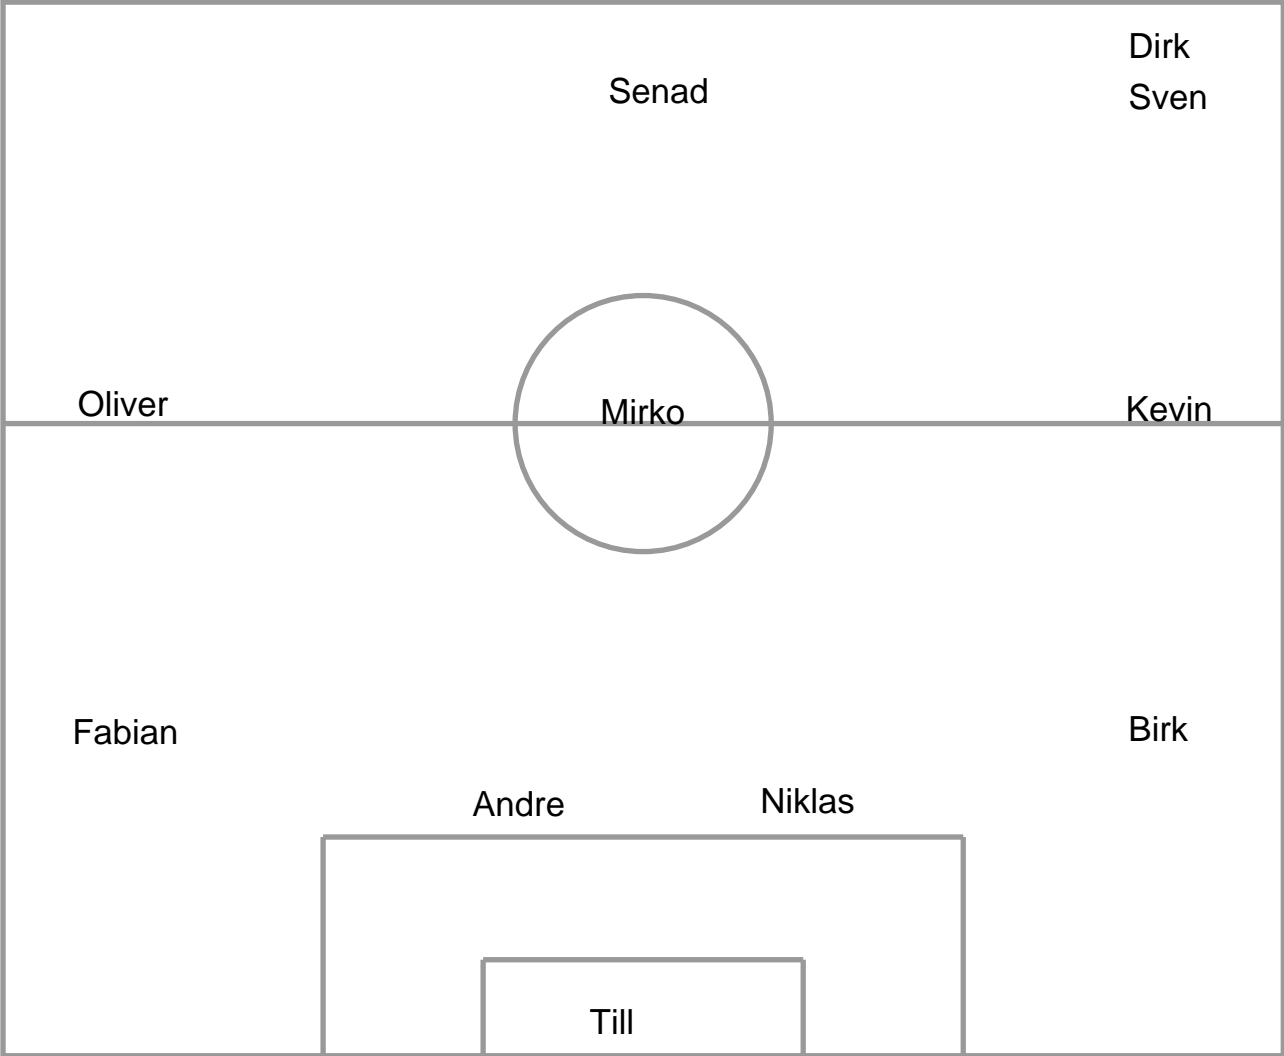 Dirk
Senad
Sven
Oliver
Mirko
Kevin
Fabian
Birk
Andre
Niklas
Till